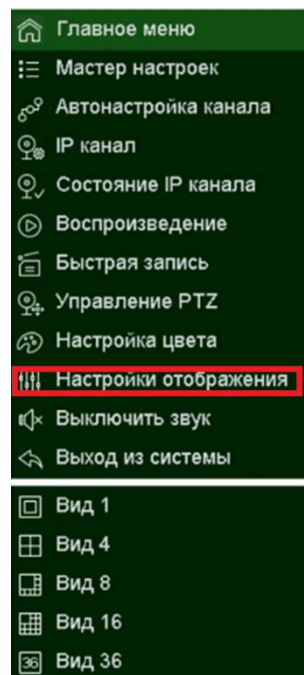 Главное меню
Мастер настроек
Автонастройка канала
IP канал
Состояние IP канала
Воспроизведение
Быстрая запись
Управление PTZ
Настройка цвета
Настройки отображения
Выключить звук
Выход из системы
Вид 1
Вид 4
Вид 8
Вид 16
36 Вид 36